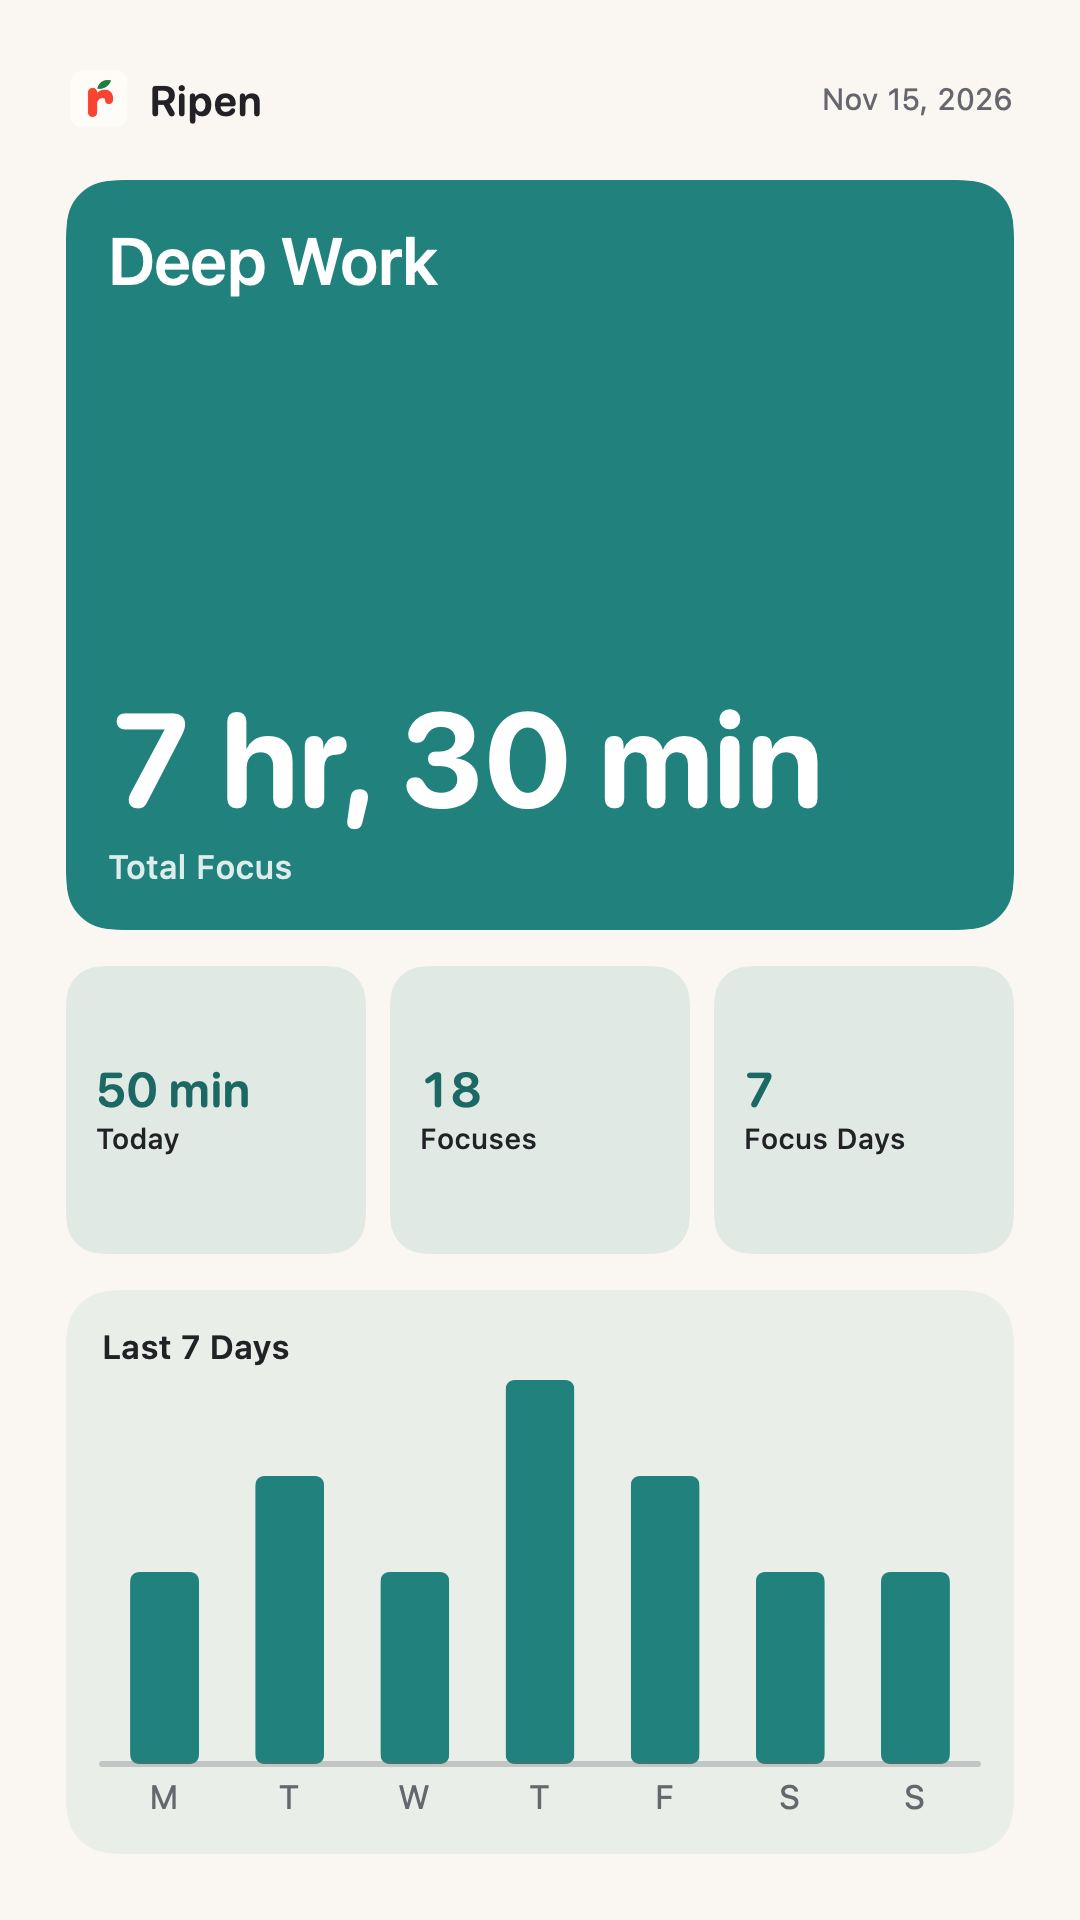 Ripen
Nov 15, 2026
Deep Work
7 hr, 30 min
Total Focus
50 min
Today
18
Focuses
7
Focus Days
Last 7 Days
M T W T F S S